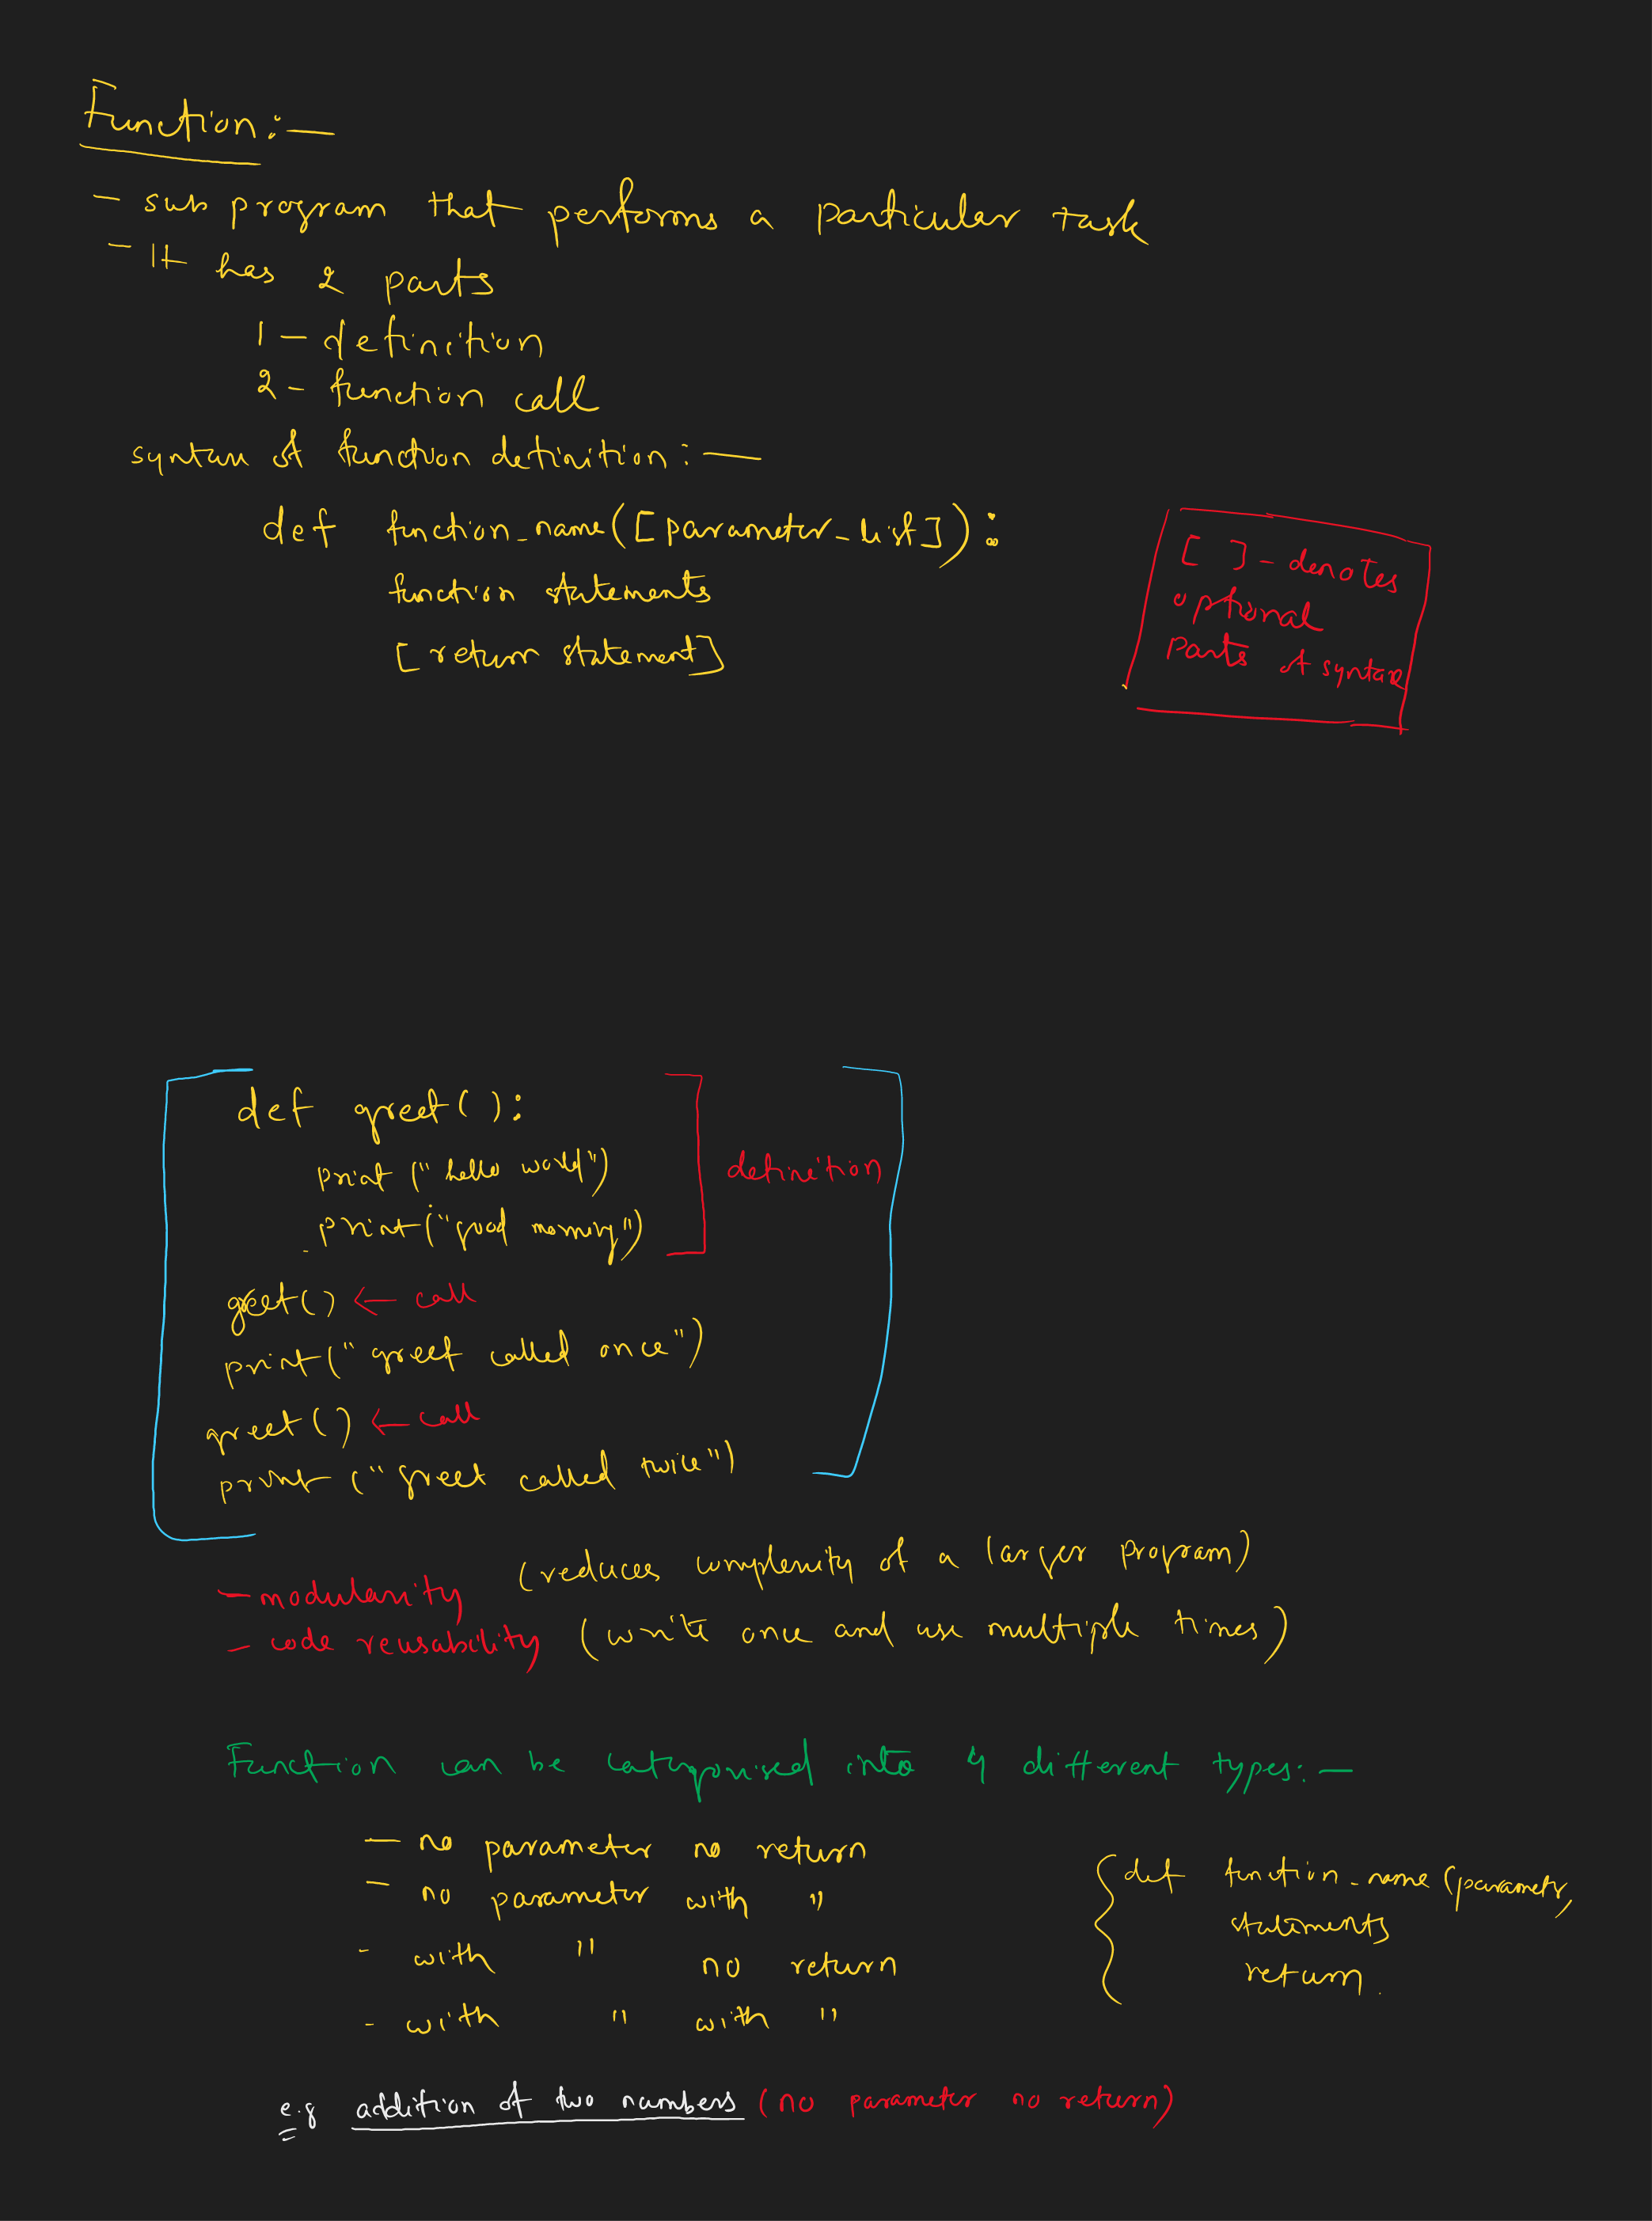 Function:—
- sub program that performs a particular task
- It has 2 parts
1 - definition
2 - function call
syntax of function definition:—
def function_name([parameter_list]):
function statements
[return statement]
[ ] - denotes
optional
parts of syntax
def greet():
print ("hello world")
print("good morning")
definition
greet() ← call
print("greet called once")
greet() ← call
print ("greet called twice")
- modularity (reduces complexity of a larger program)
- code reusability (write once and use multiple times)
Function can be categorised into 4 different types:—
- no parameter no return
- no parameter with "
- with " no return
- with " with "
{ def function_name (parameter,
statements
return.
e.g addition of two numbers (no parameter no return)